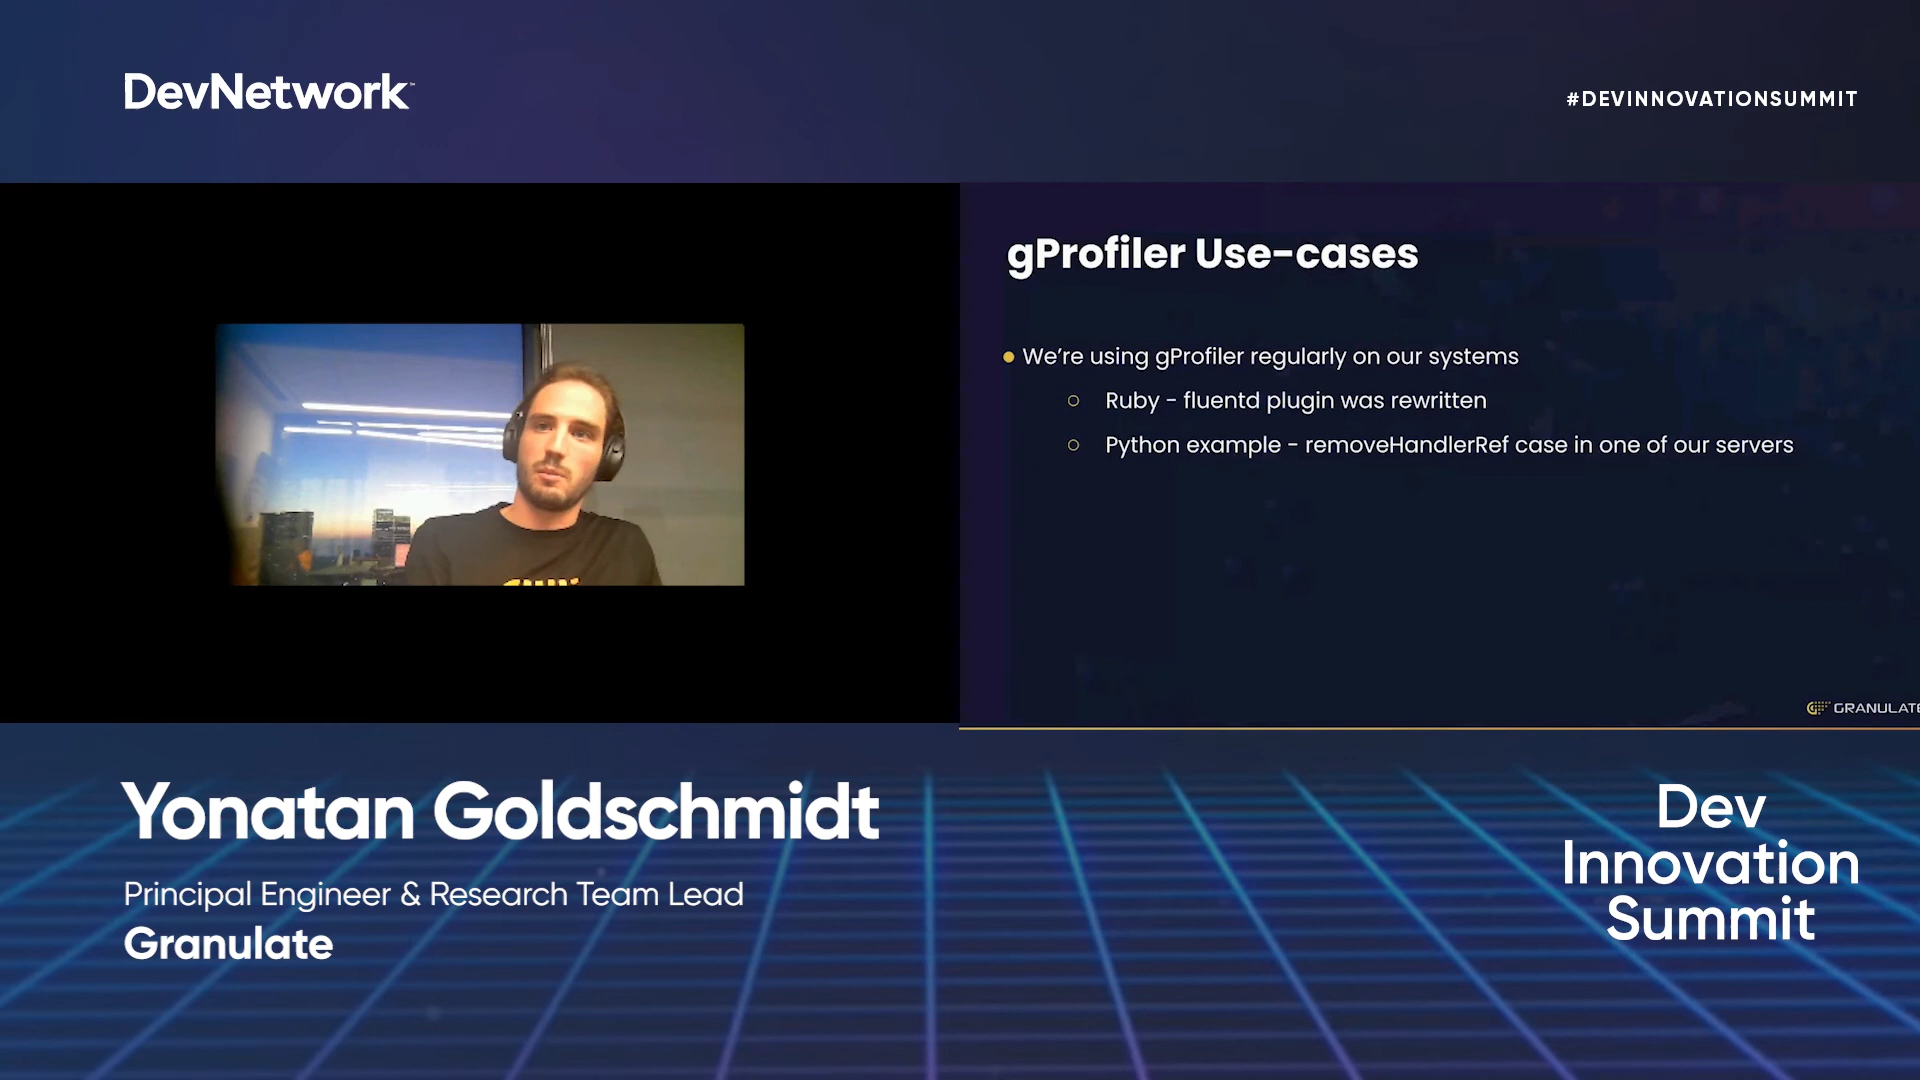 DevNetwork™
#DEVINNOVATIONSUMMIT
gProfiler Use-cases
We’re using gProfiler regularly on our systems
Ruby - fluentd plugin was rewritten
Python example - removeHandlerRef case in one of our servers
GRANULATE
Yonatan Goldschmidt
Principal Engineer & Research Team Lead
Granulate
Dev
Innovation
Summit